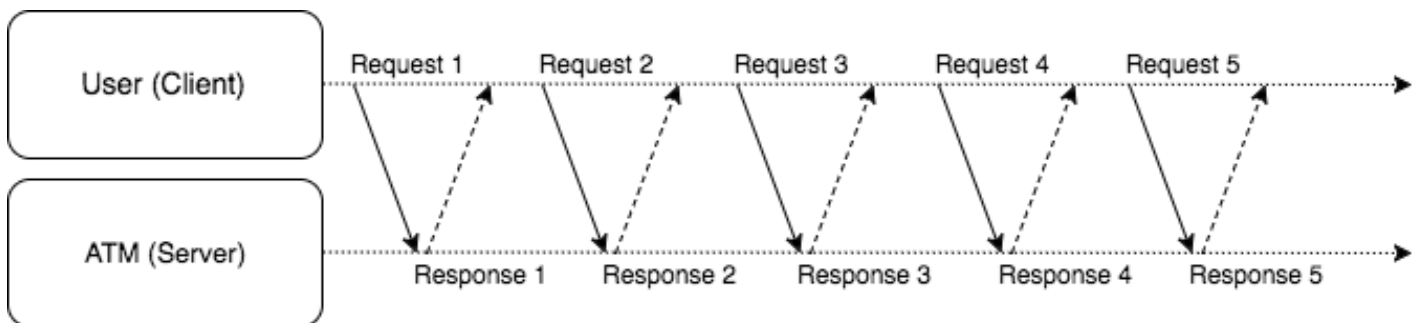 User (Client)
Request 1
Request 2
Request 3
Request 4
Request 5
ATM (Server)
Response 1
Response 2
Response 3
Response 4
Response 5